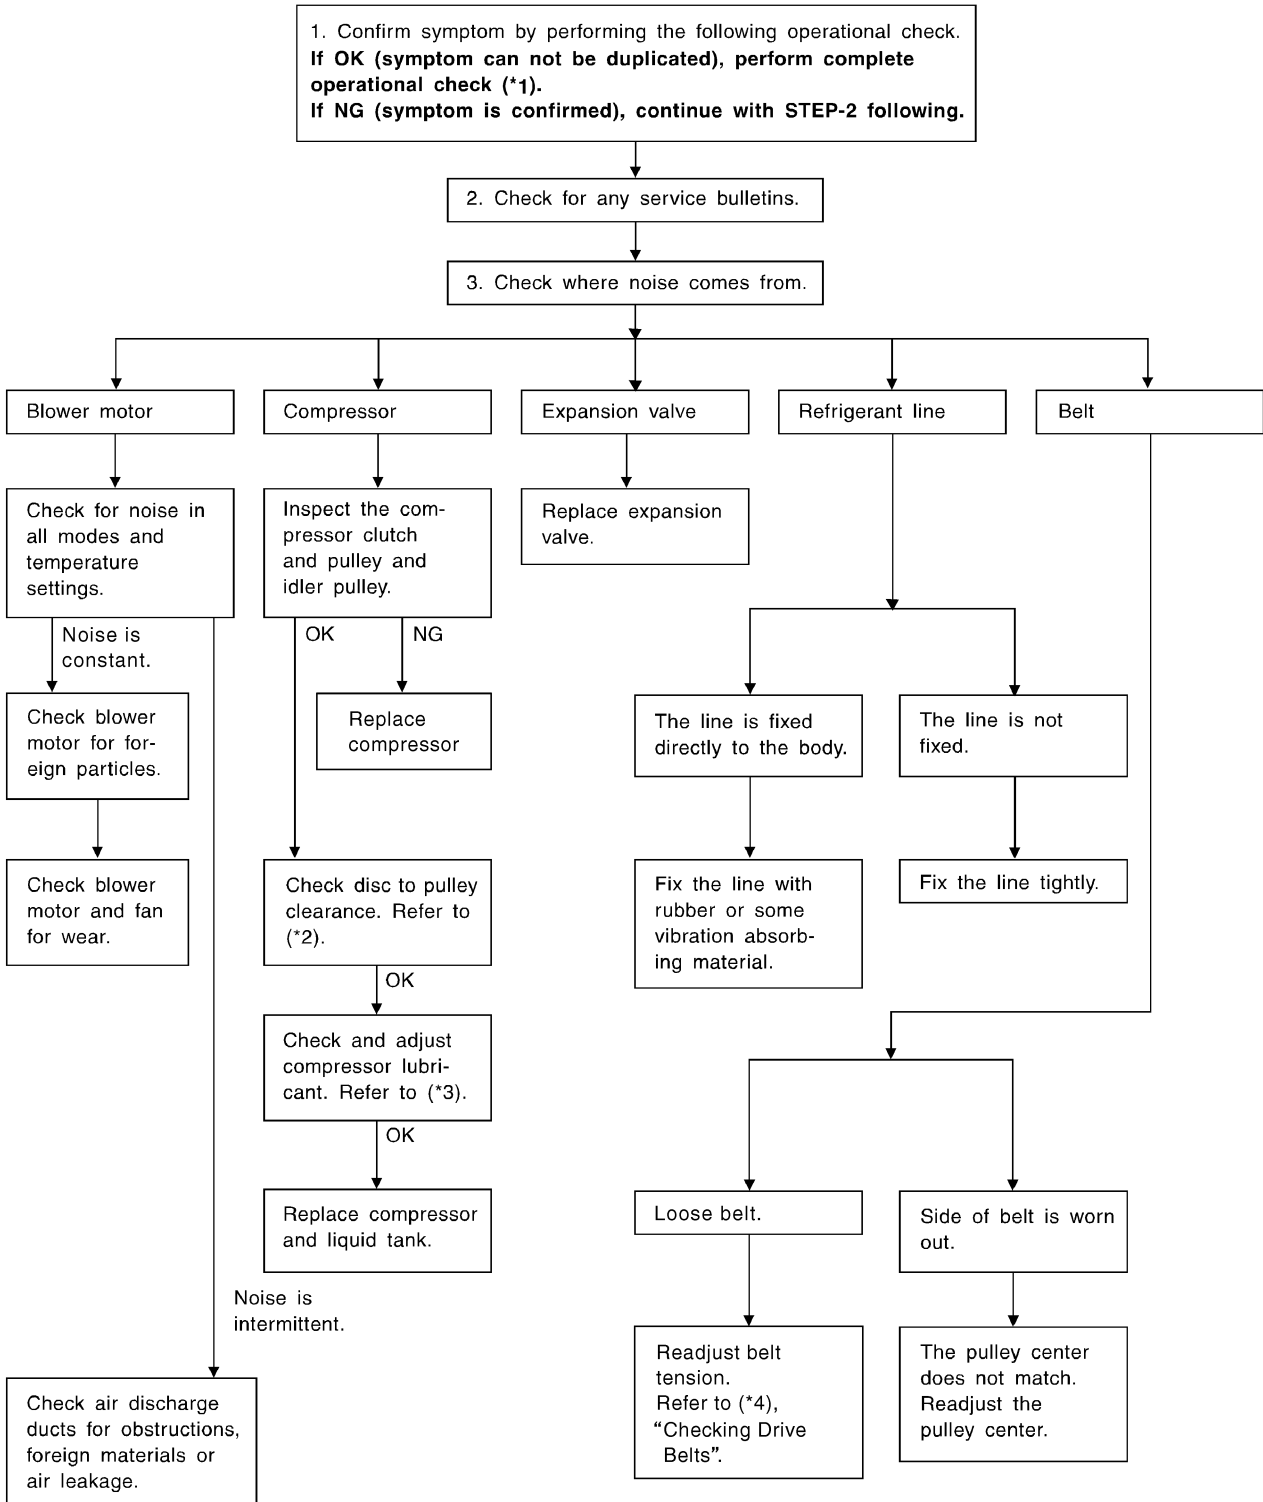 1. Confirm symptom by performing the following operational check.
If OK (symptom can not be duplicated), perform complete
operational check (*1).
If NG (symptom is confirmed), continue with STEP-2 following.
2. Check for any service bulletins.
3. Check where noise comes from.
Blower motor
Compressor
Expansion valve
Refrigerant line
Belt
Check for noise in
all modes and
temperature
settings.
Inspect the com-
pressor clutch
and pulley and
idler pulley.
Replace expansion
valve.
Noise is
constant.
OK
NG
Check blower
motor for for-
eign particles.
Replace
compressor
The line is fixed
directly to the body.
The line is not
fixed.
Check blower
motor and fan
for wear.
Check disc to pulley
clearance. Refer to
(*2).
Fix the line with
rubber or some
vibration absorb-
ing material.
Fix the line tightly.
OK
Check and adjust
compressor lubri-
cant. Refer to (*3).
OK
Replace compressor
and liquid tank.
Loose belt.
Side of belt is worn
out.
Noise is
intermittent.
Readjust belt
tension.
Refer to (*4),
“Checking Drive
Belts”.
The pulley center
does not match.
Readjust the
pulley center.
Check air discharge
ducts for obstructions,
foreign materials or
air leakage.